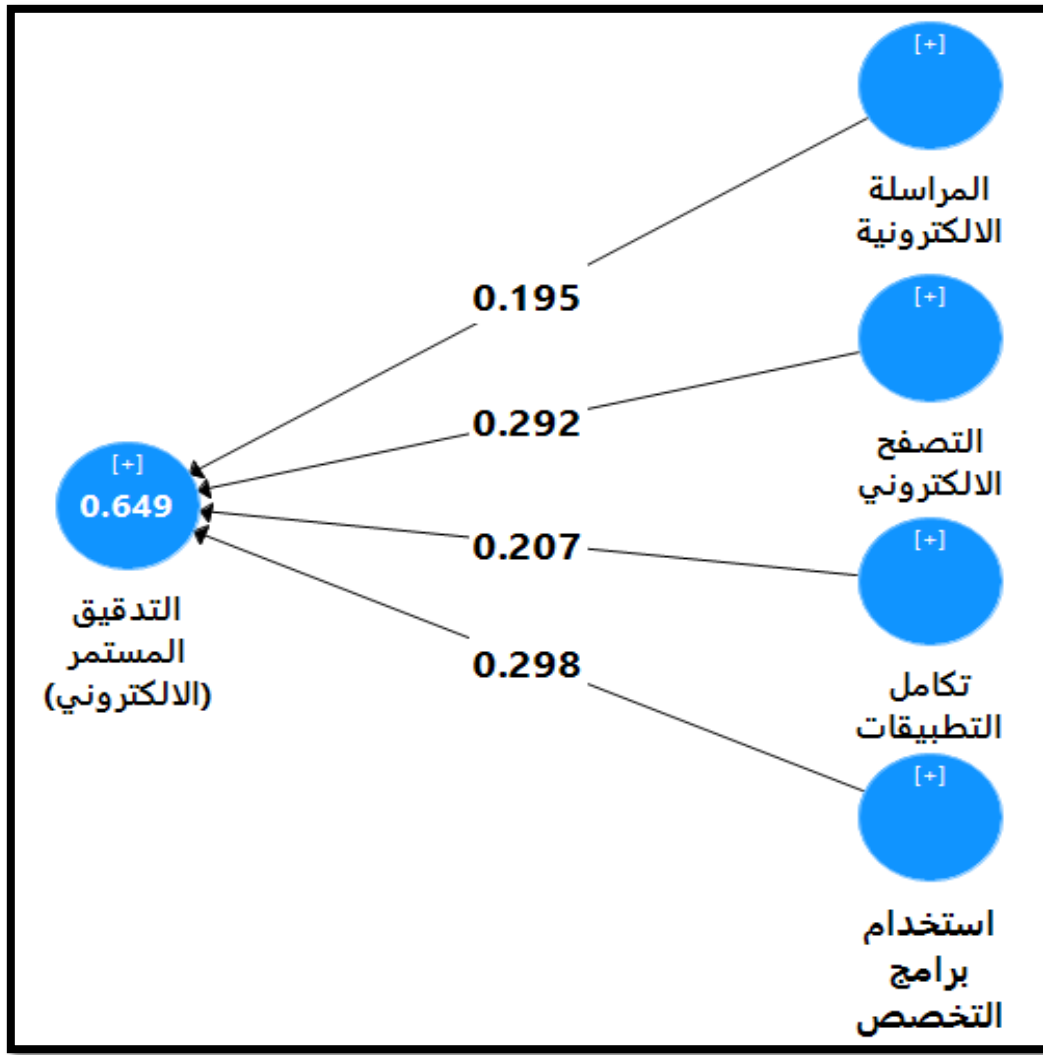 [+]
المراسلة
الالكترونية
0.195
[+]
التصفح
الالكتروني
0.292
[+]
0.649
التدقيق
المستمر
(الالكتروني)
0.207
[+]
تكامل
التطبيقات
0.298
[+]
استخدام
برامج
التخصص